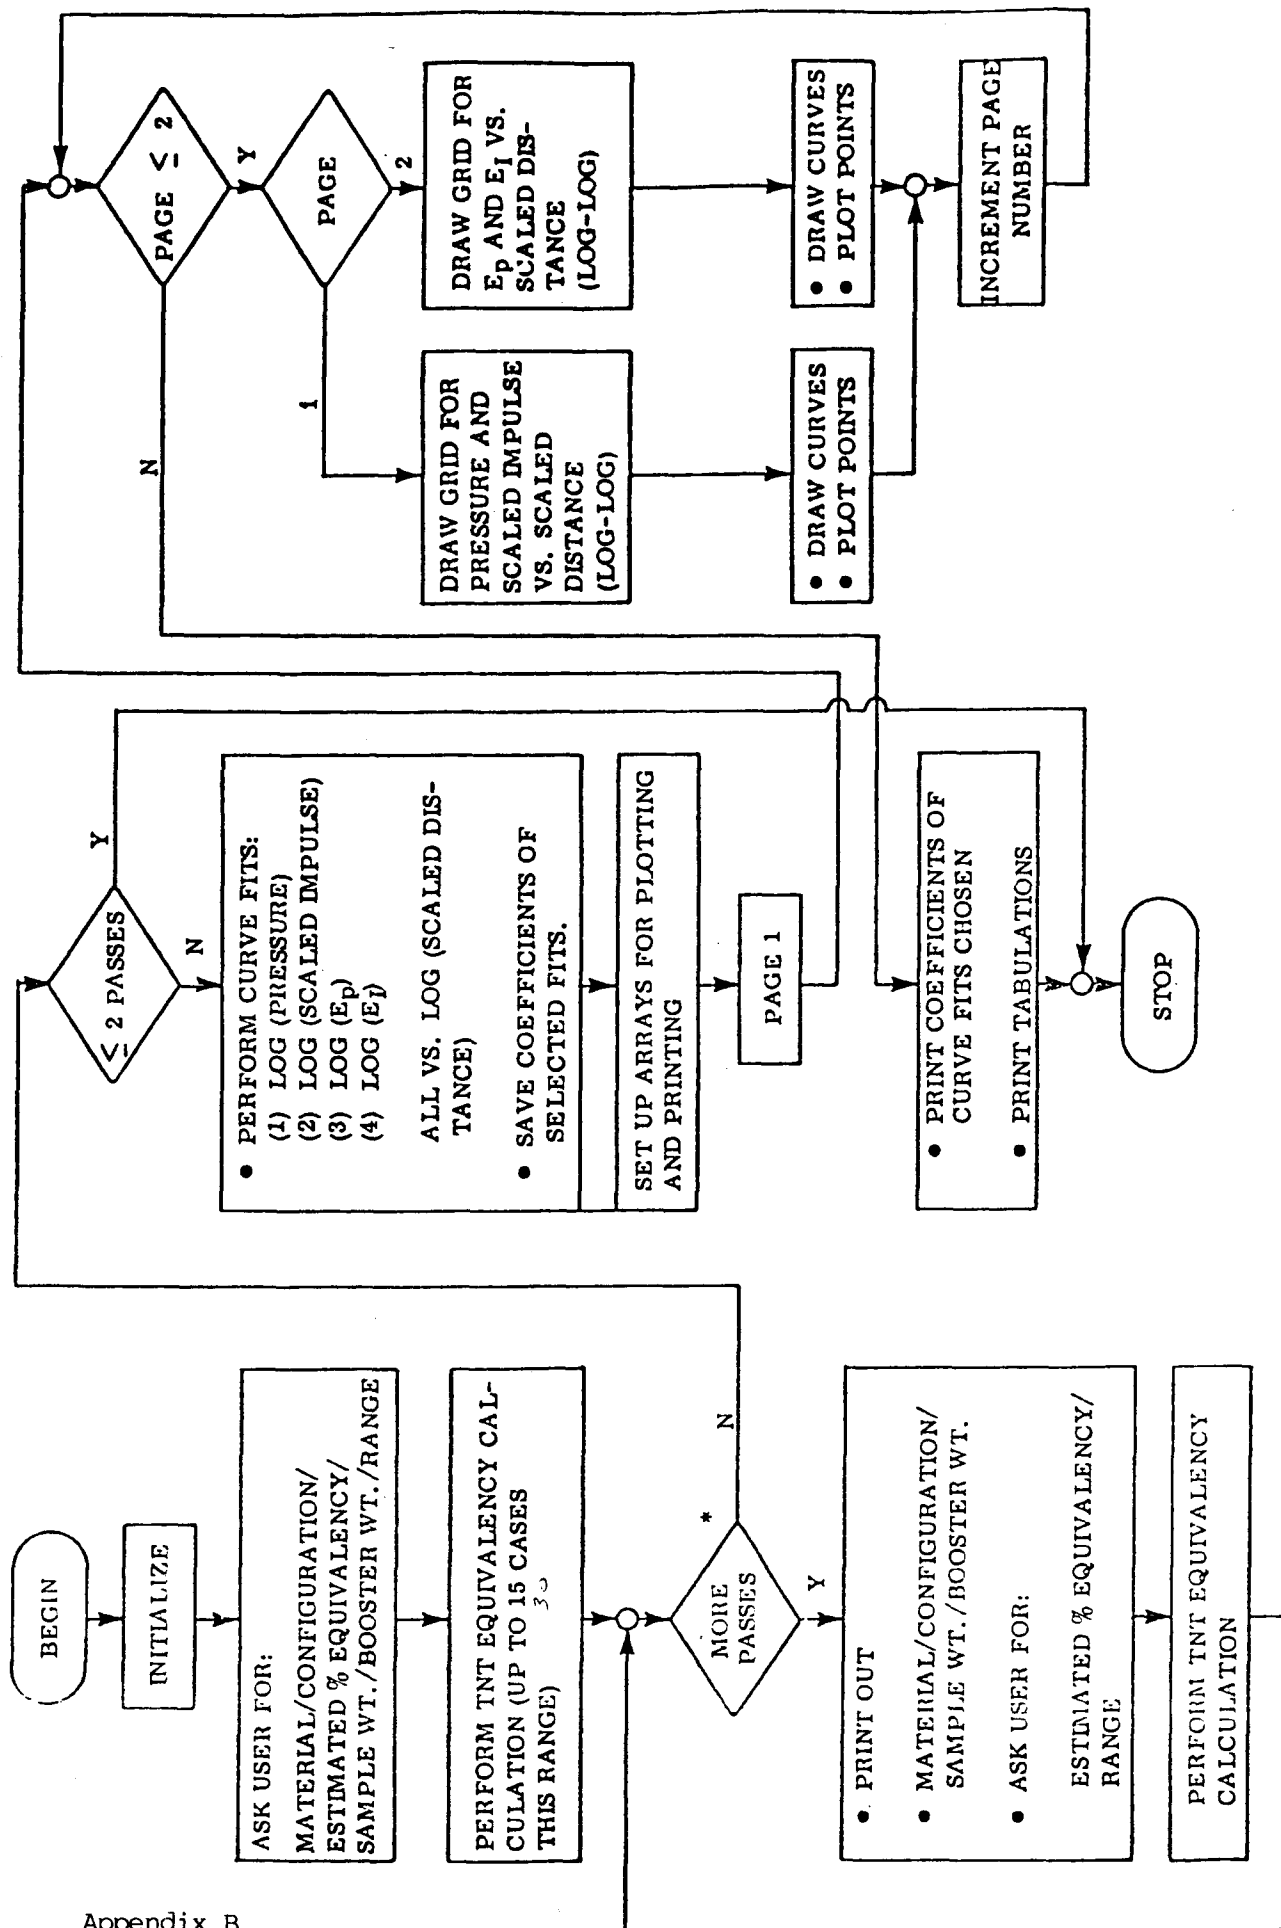 BEGIN
INITIALIZE
ASK USER FOR:
MATERIAL/CONFIGURATION/
ESTIMATED % EQUIVALENCY/
SAMPLE WT./BOOSTER WT./RANGE
PERFORM TNT EQUIVALENCY CAL-
CULATION (UP TO 15 CASES
30
THIS RANGE)
MORE
PASSES
*
N
Y
• PRINT OUT
• MATERIAL/CONFIGURATION/
SAMPLE WT./BOOSTER WT.
• ASK USER FOR:
ESTIMATED % EQUIVALENCY/
RANGE
PERFORM TNT EQUIVALENCY
CALCULATION
≤ 2 PASSES
Y
N
• PERFORM CURVE FITS:
(1) LOG (PRESSURE)
(2) LOG (SCALED IMPULSE)
(3) LOG (Ep)
(4) LOG (EI)
ALL VS. LOG (SCALED DIS-
TANCE)
• SAVE COEFFICIENTS OF
SELECTED FITS.
SET UP ARRAYS FOR PLOTTING
AND PRINTING
PAGE 1
• PRINT COEFFICIENTS OF
CURVE FITS CHOSEN
• PRINT TABULATIONS
STOP
PAGE ≤ 2
N
Y
PAGE
1
2
DRAW GRID FOR
PRESSURE AND
SCALED IMPULSE
VS. SCALED
DISTANCE
(LOG-LOG)
DRAW GRID FOR
Ep AND EI VS.
SCALED DIS-
TANCE
(LOG-LOG)
• DRAW CURVES
• PLOT POINTS
• DRAW CURVES
• PLOT POINTS
INCREMENT PAGE
NUMBER
Appendix B